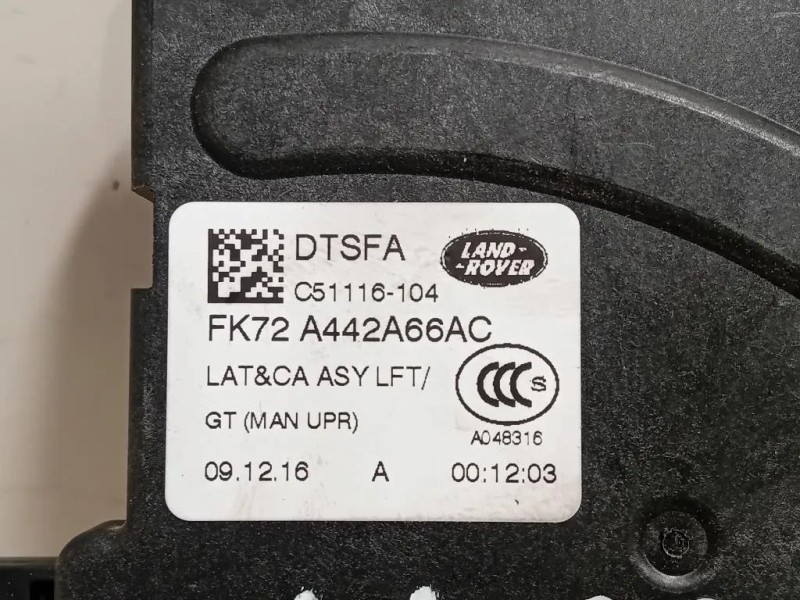 DTSFA
LAND-
-ROVER
C51116-104
FK72 A442A66AC
LAT&CA ASY LFT/
GT (MAN UPR)
CCC S
A048316
09.12.16 A 00:12:03